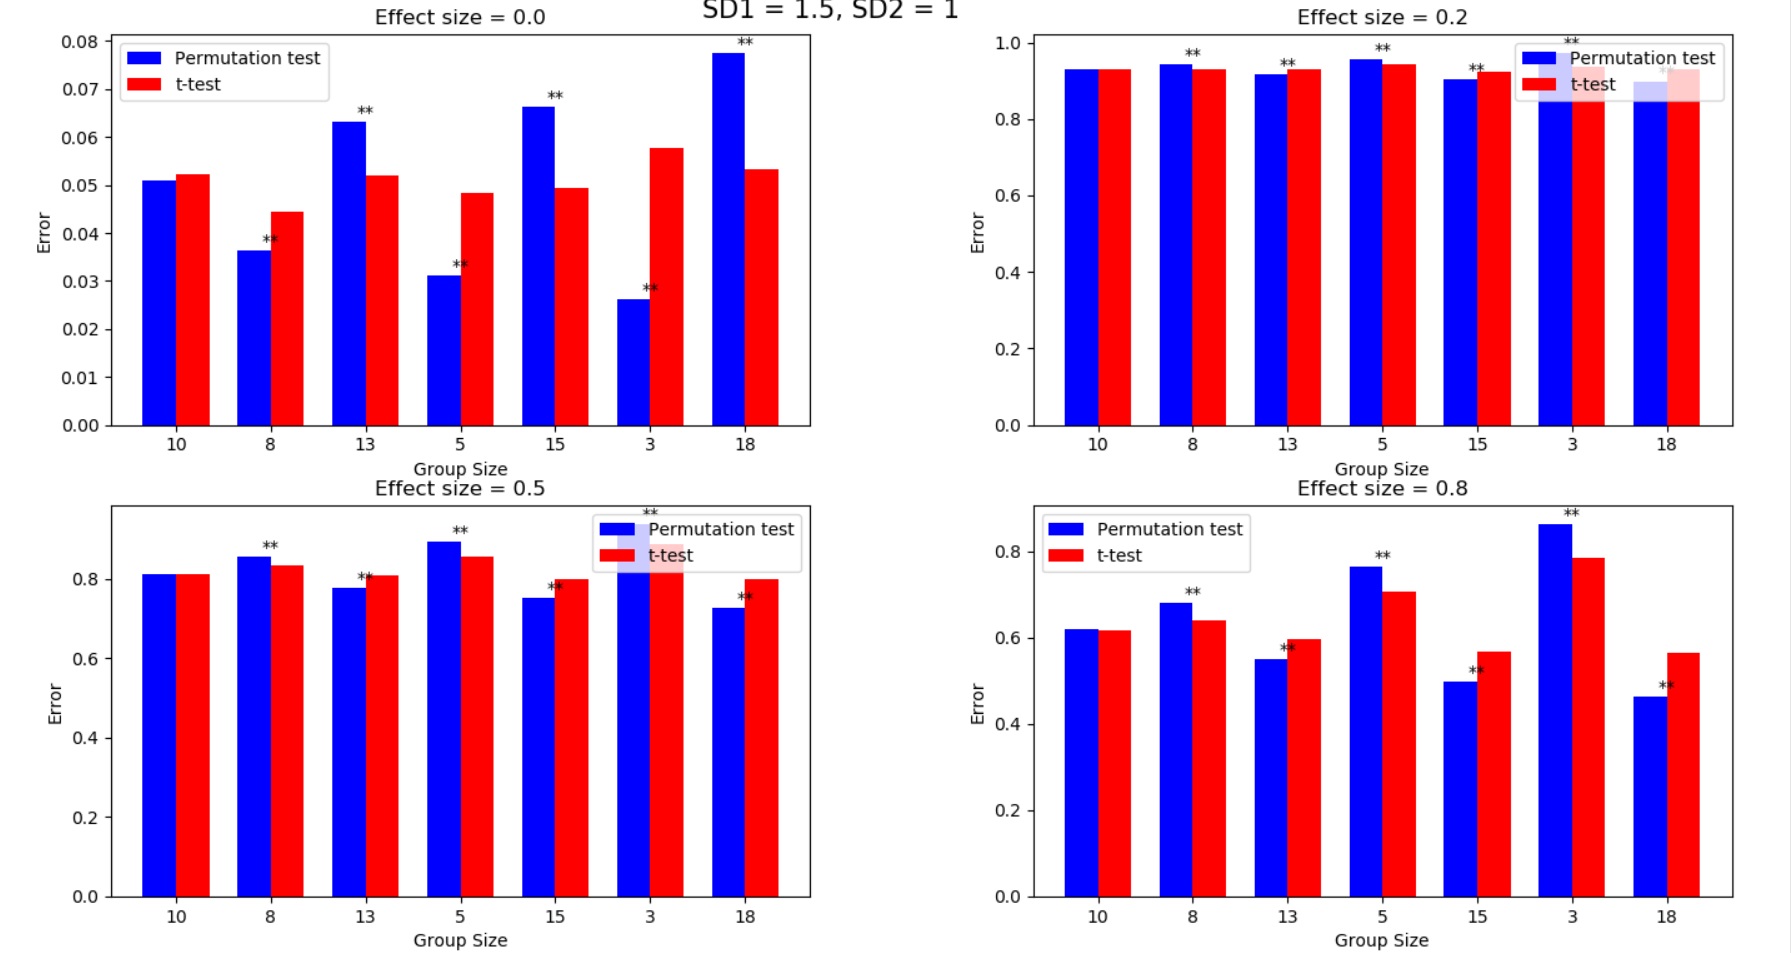 SD1 = 1.5, SD2 = 1
Effect size = 0.0
0.08
0.07
0.06
0.05
0.04
0.03
0.02
0.01
0.00
Error
Permutation test
t-test
**
**
**
**
**
**
10 8 13 5 15 3 18
Group Size
Effect size = 0.2
1.0
0.8
0.6
0.4
0.2
0.0
Error
Permutation test
t-test
**
**
**
**
**
**
10 8 13 5 15 3 18
Group Size
Effect size = 0.5
0.8
0.6
0.4
0.2
0.0
Error
Permutation test
t-test
**
**
**
**
**
**
10 8 13 5 15 3 18
Group Size
Effect size = 0.8
0.8
0.6
0.4
0.2
0.0
Error
Permutation test
t-test
**
**
**
**
**
**
10 8 13 5 15 3 18
Group Size